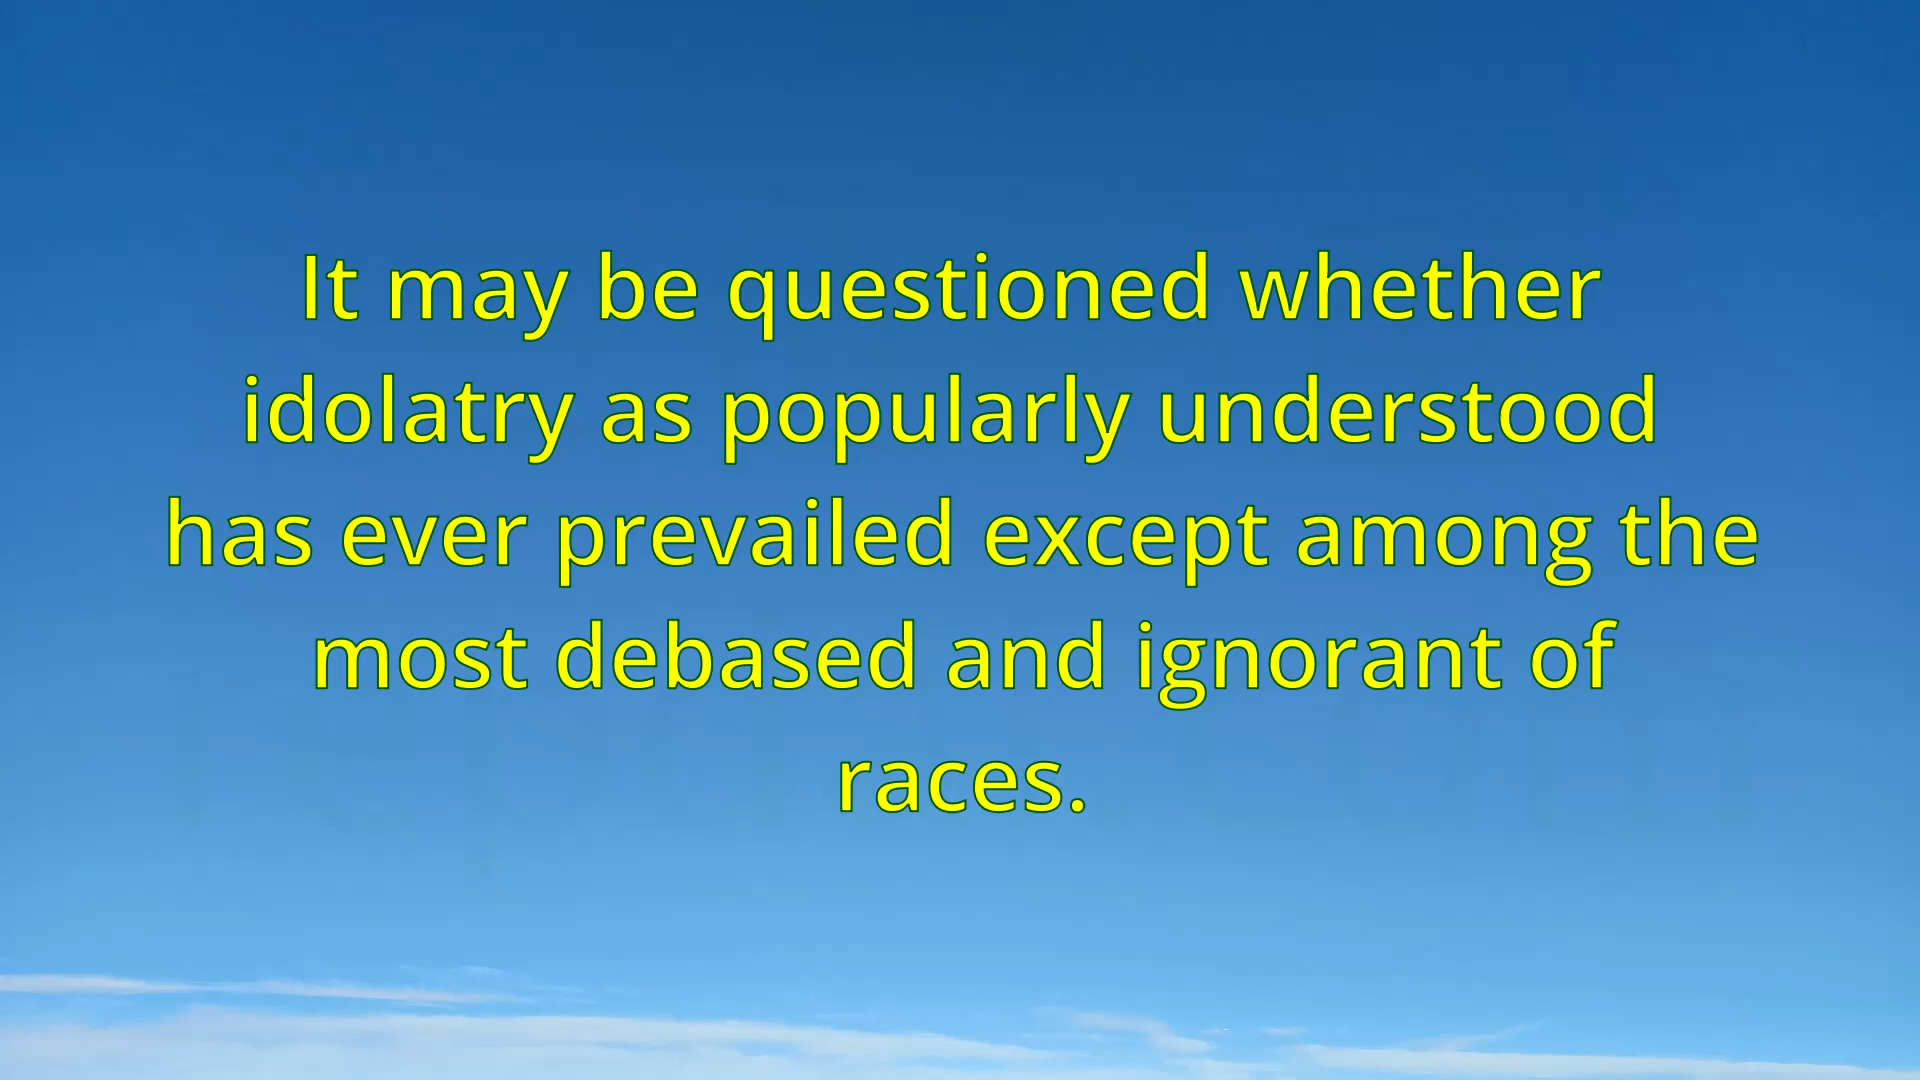 It may be questioned whether
idolatry as popularly understood
has ever prevailed except among the
most debased and ignorant of
races.